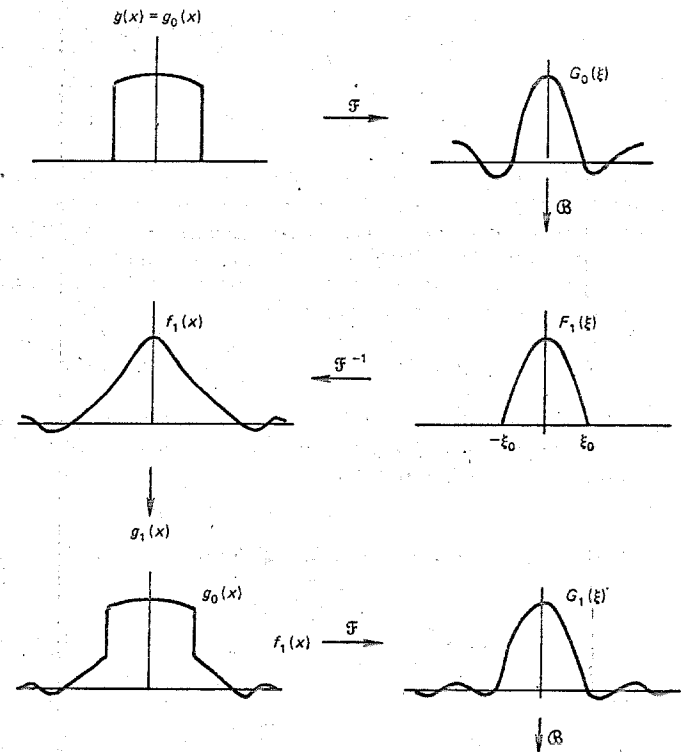 g(x) = g₀(x)
G₀(ξ)
ℱ
ℬ
f₁(x)
F₁(ξ)
ℱ⁻¹
−ξ₀ ξ₀
g₁(x)
g₀(x)
G₁(ξ)
f₁(x)
ℱ
ℬ